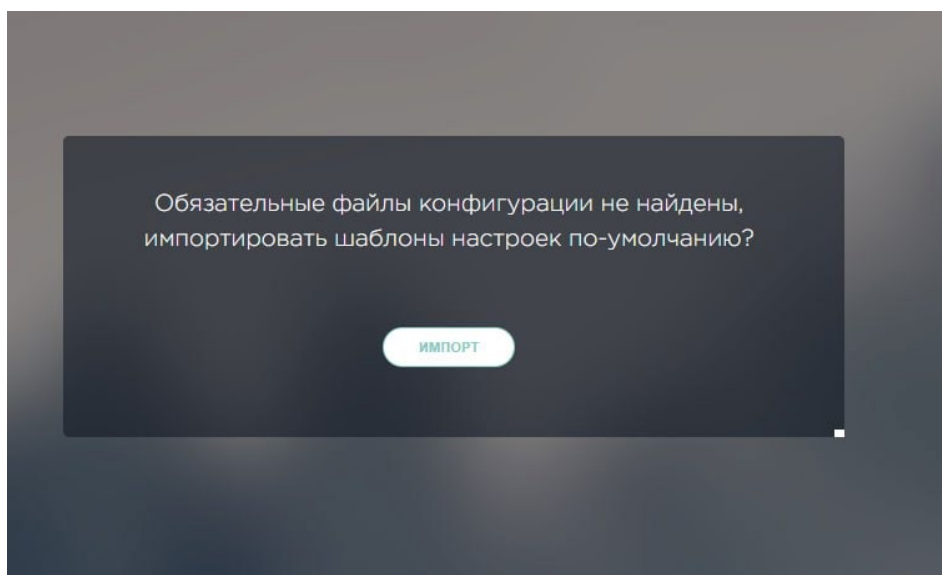 Обязательные файлы конфигурации не найдены,
импортировать шаблоны настроек по-умолчанию?
ИМПОРТ